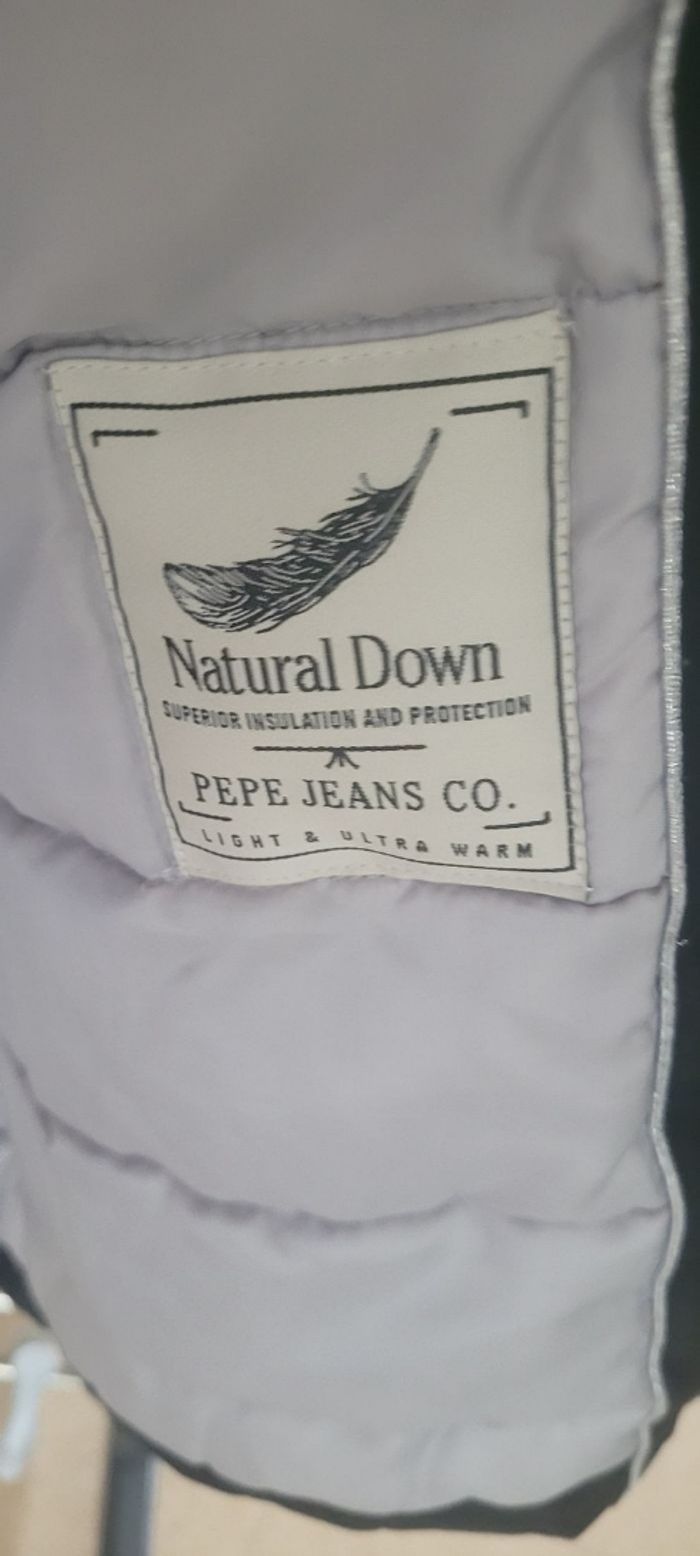 Natural Down
SUPERIOR INSULATION AND PROTECTION
PEPE JEANS CO.
LIGHT & ULTRA WARM